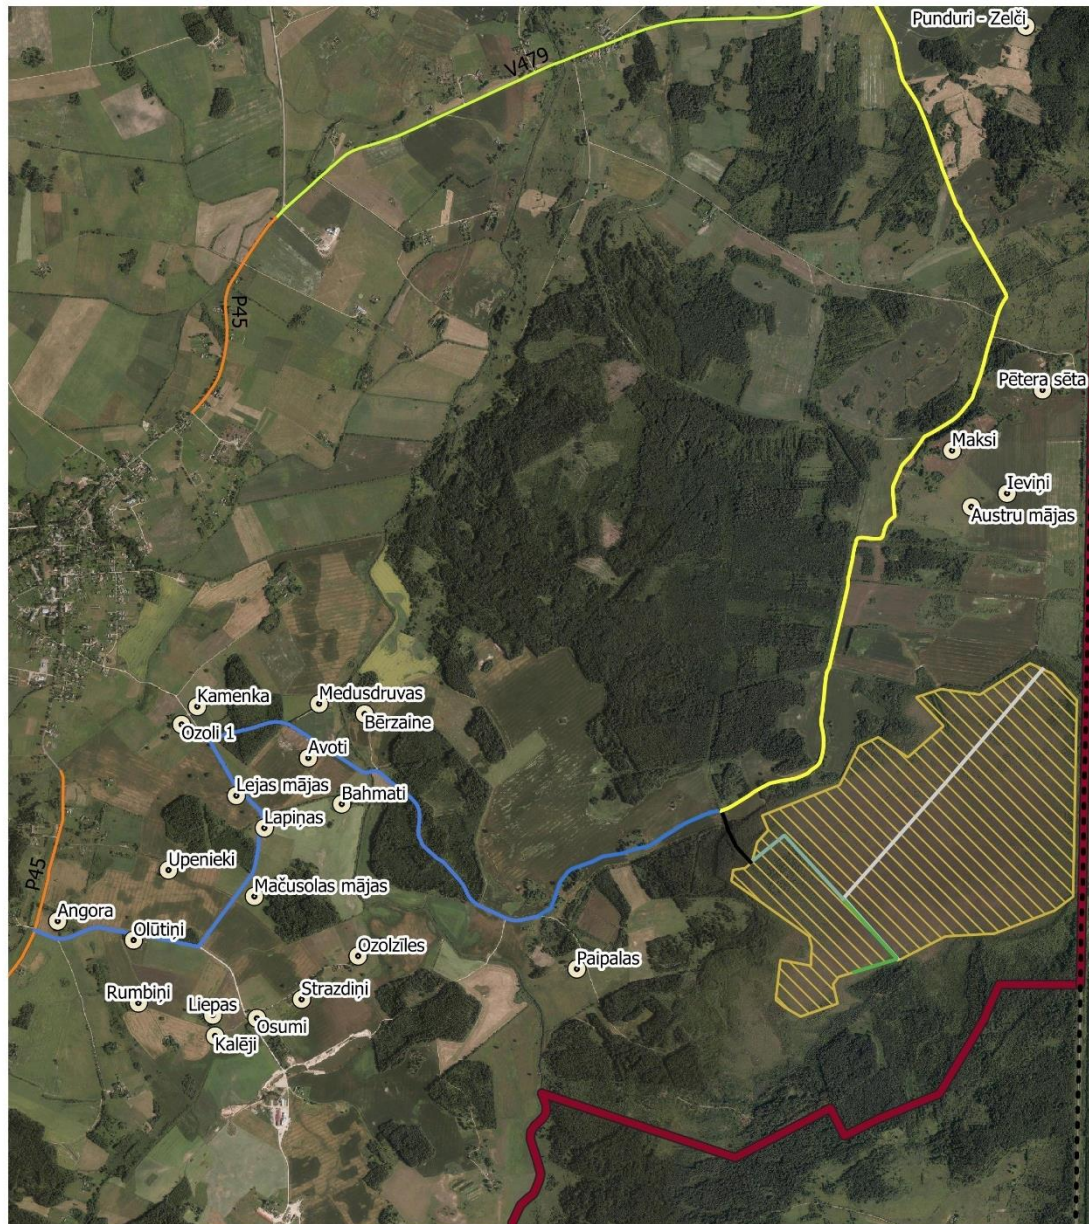 Punduri - Zelči
V479
P45
Pētera sēta
Maksi
Ieviņi
Austru mājas
Kamenka
Medusdruvas
Ozoli 1
Bērzaine
Avoti
Lejas mājas
Bahmati
Lapiņas
Upenieki
P45
Mačusolas mājas
Angora
Olūtiņi
Ozolzīles
Paipalas
Rumbiņi
Liepas
Strazdiņi
Osumi
Kalēji